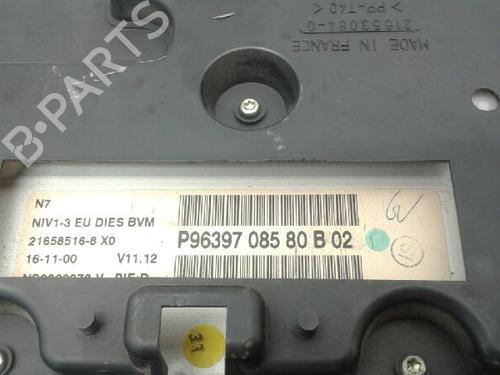 MADE IN FRANCE
21653084-0
>PP-T40<
B-PARTS
N7
NIV1-3 EU DIES BVM
21658516-8 X0
16-11-00 V11.12
P96397 085 80 B 02
31